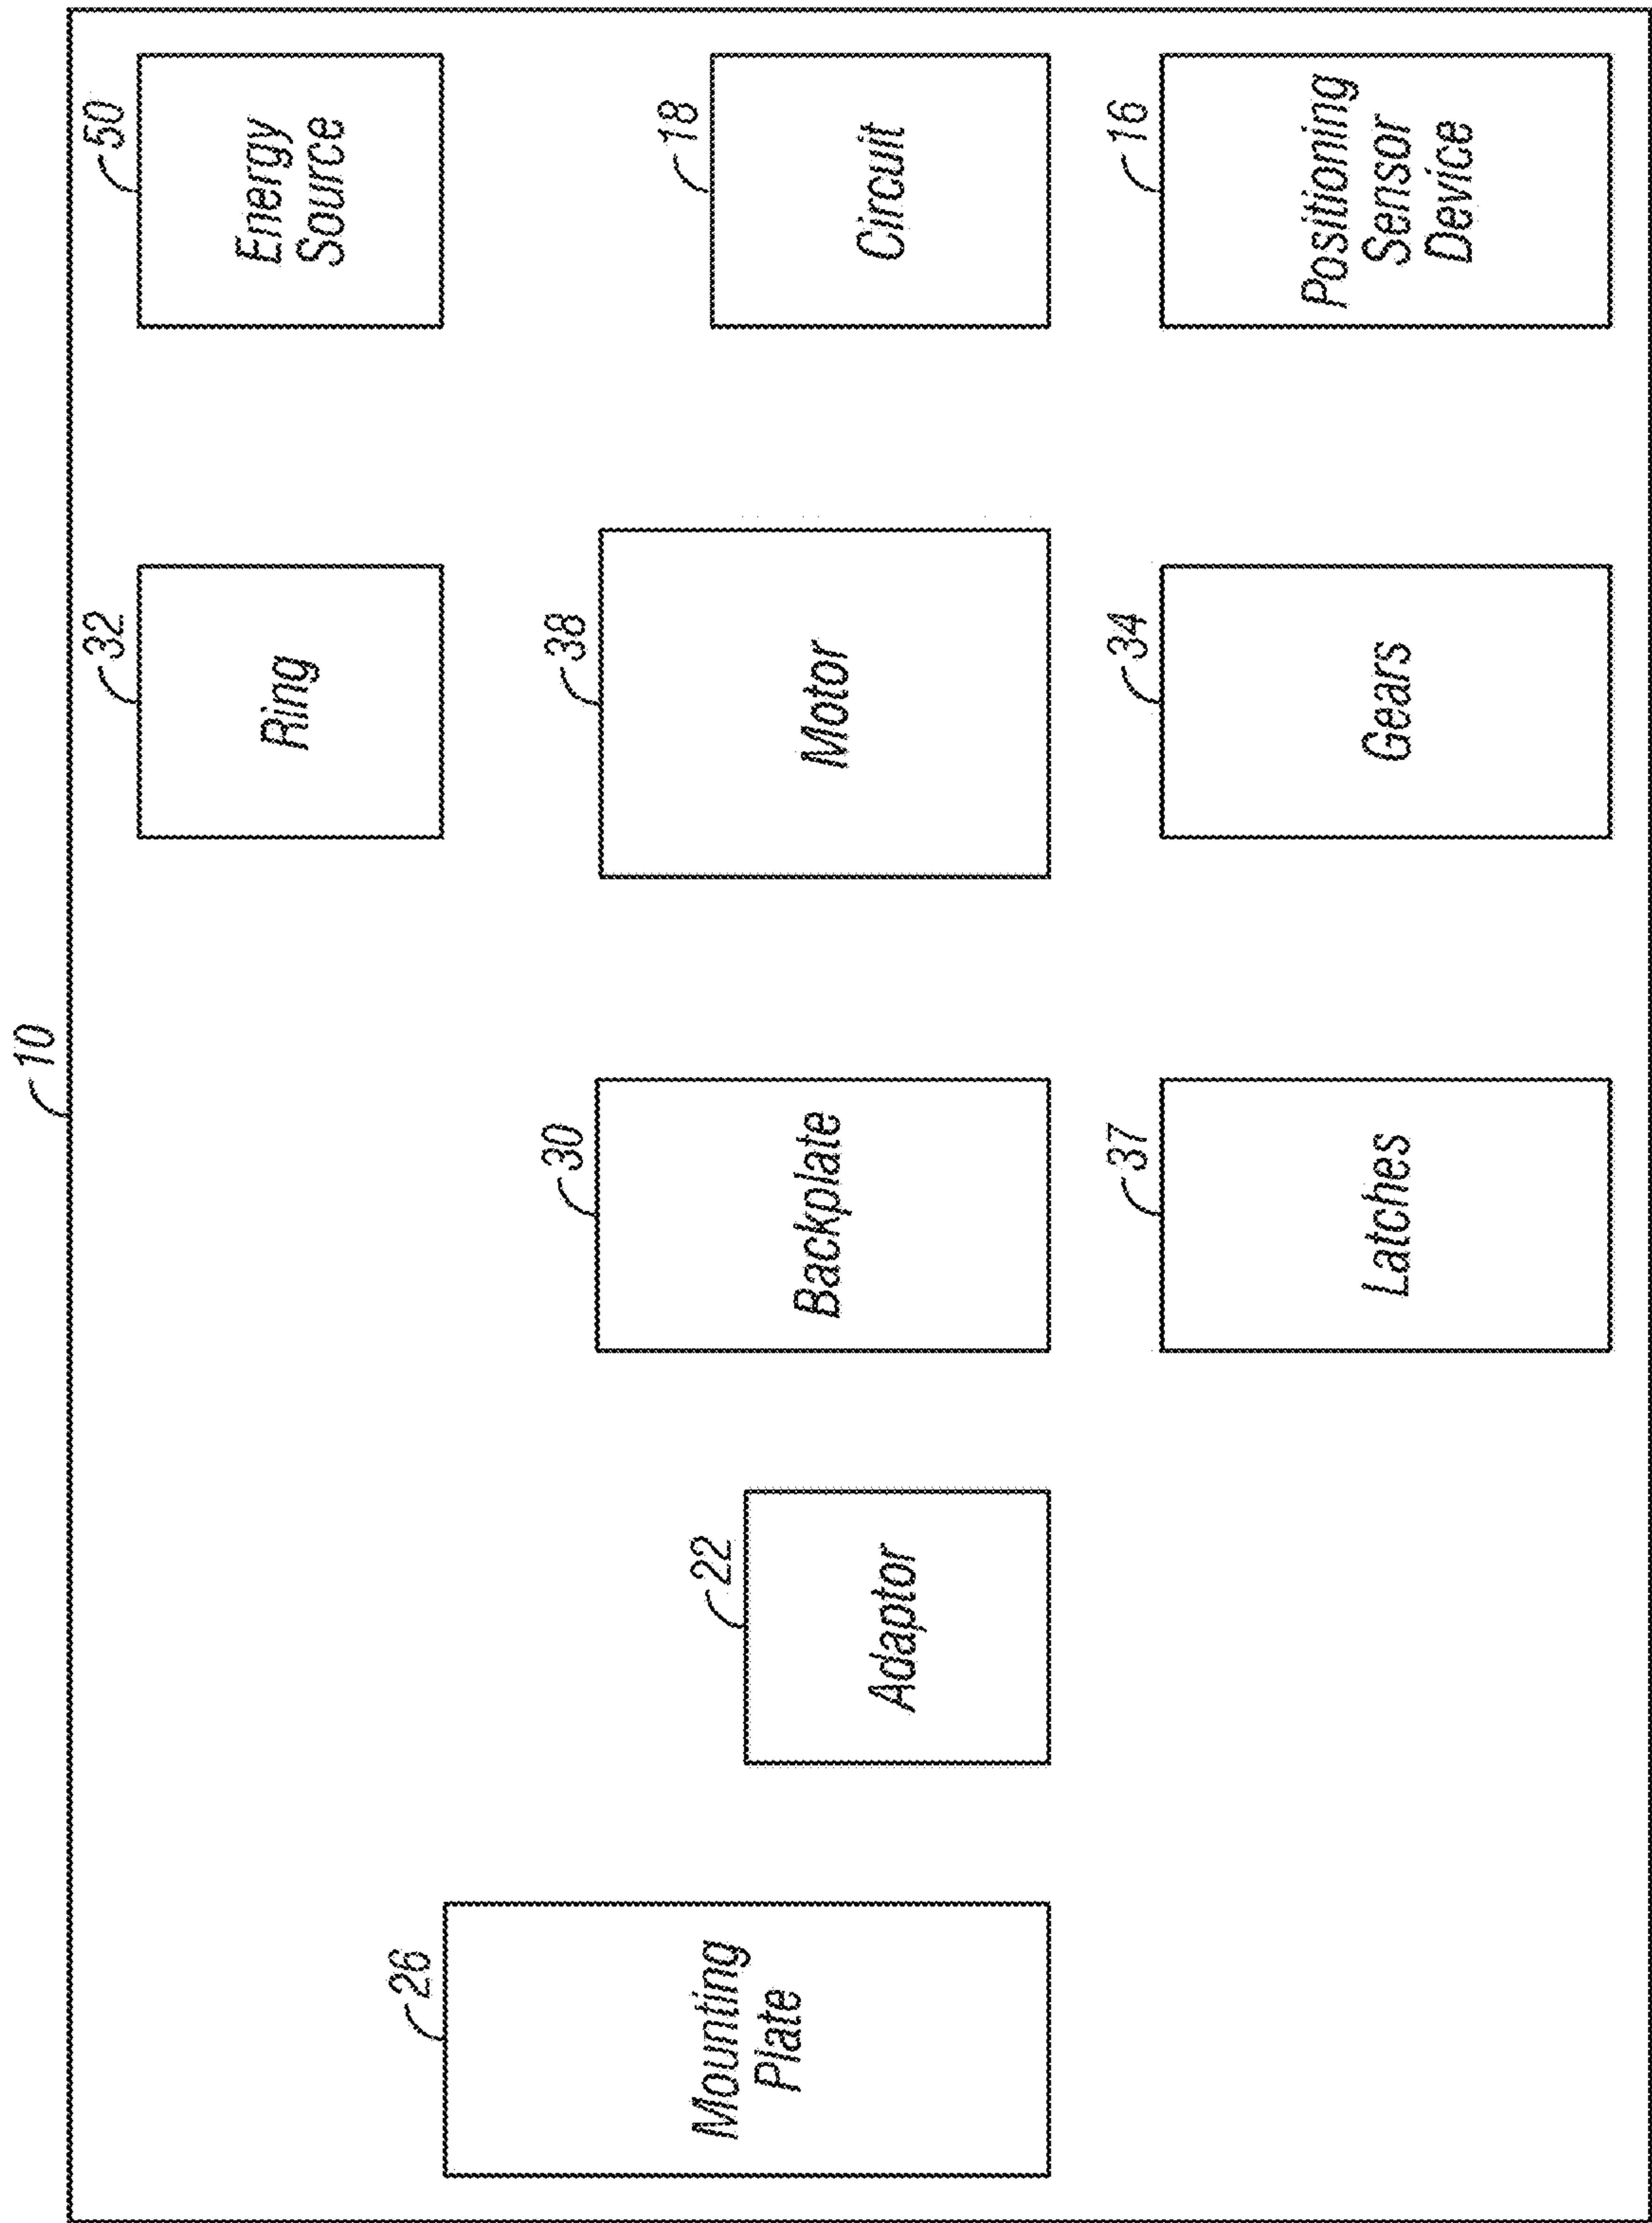 10
32
Ring
50
Energy
Source
26
Mounting
Plate
22
Adaptor
30
Backplate
38
Motor
18
Circuit
37
Latches
34
Gears
16
Positioning
Sensor
Device